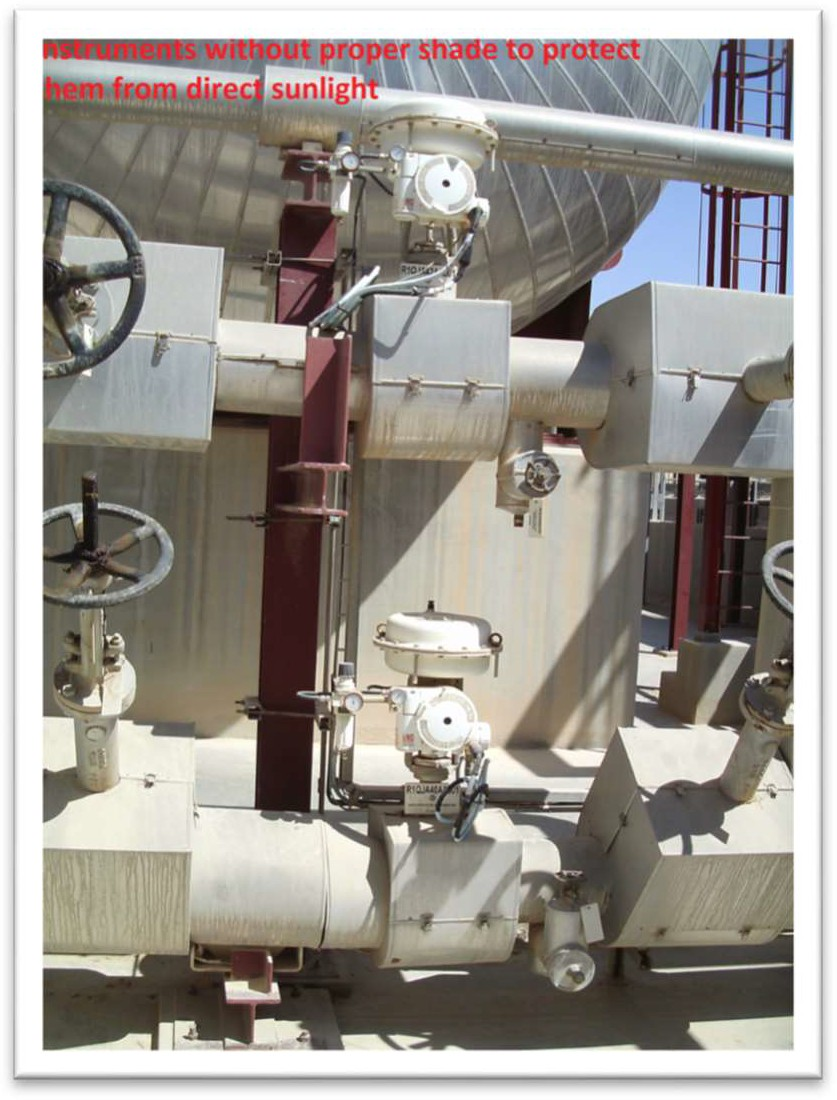 nstruments without proper shade to protect
hem from direct sunlight